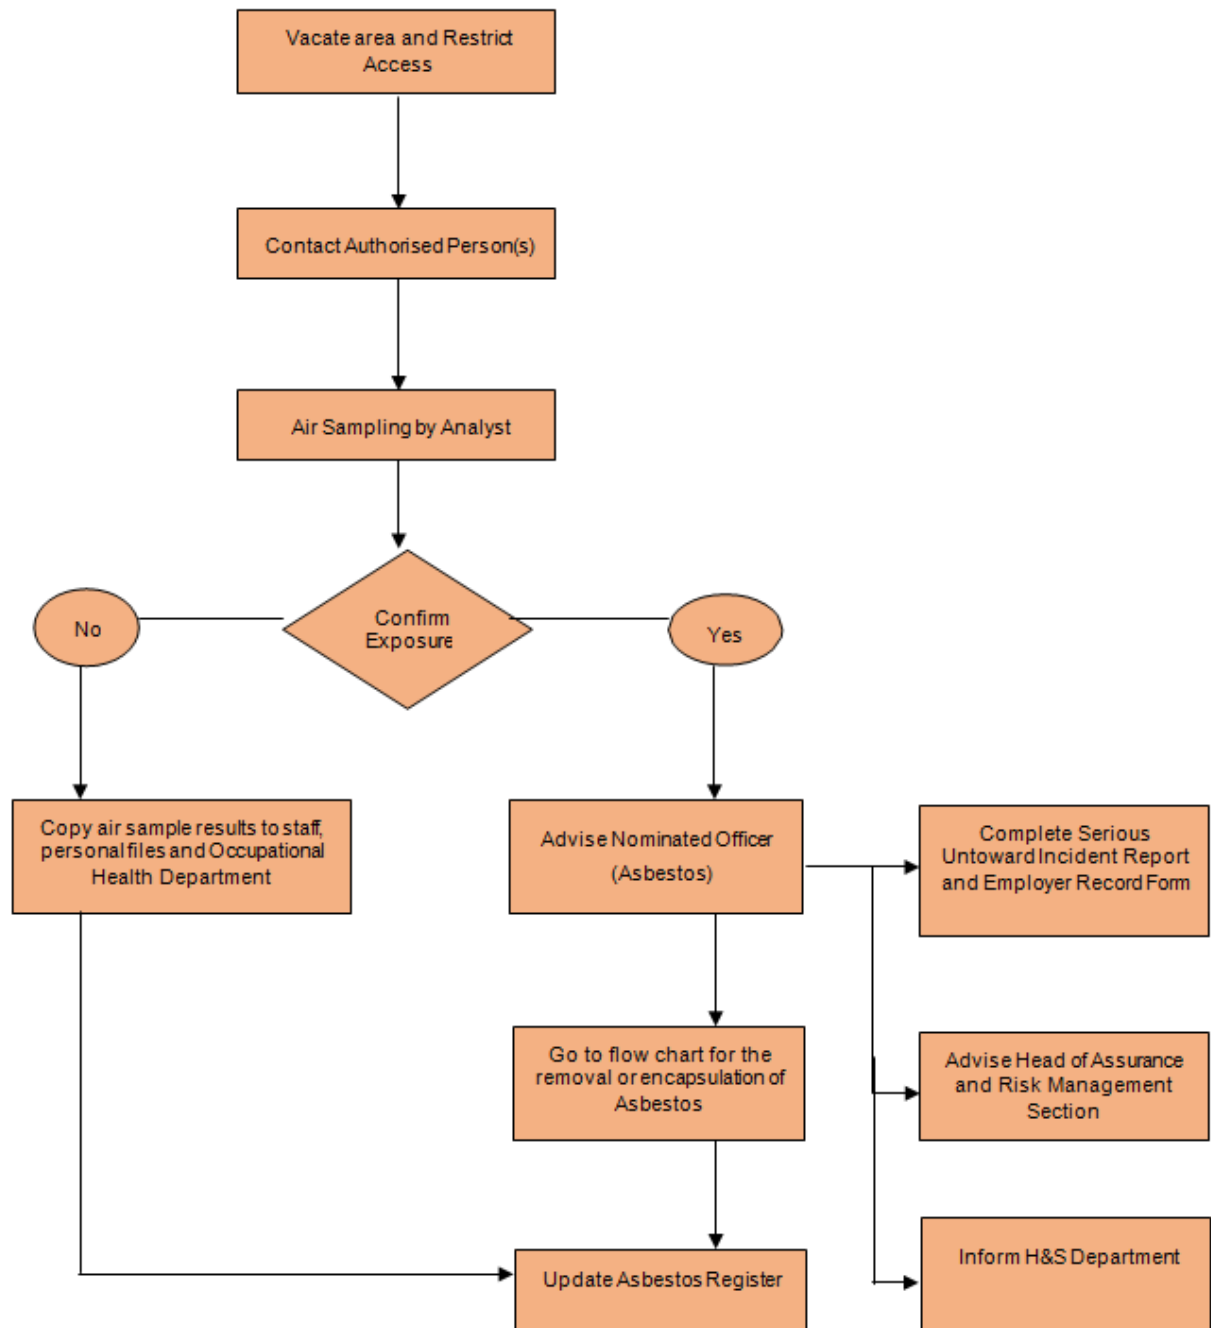 Vacate area and Restrict
Access
Contact Authorised Person(s)
Air Sampling by Analyst
Confirm
Exposure
No
Yes
Copy air sample results to staff,
personal files and Occupational
Health Department
Advise Nominated Officer
(Asbestos)
Complete Serious
Untoward Incident Report
and Employer Record Form
Go to flow chart for the
removal or encapsulation of
Asbestos
Advise Head of Assurance
and Risk Management
Section
Update Asbestos Register
Inform H&S Department